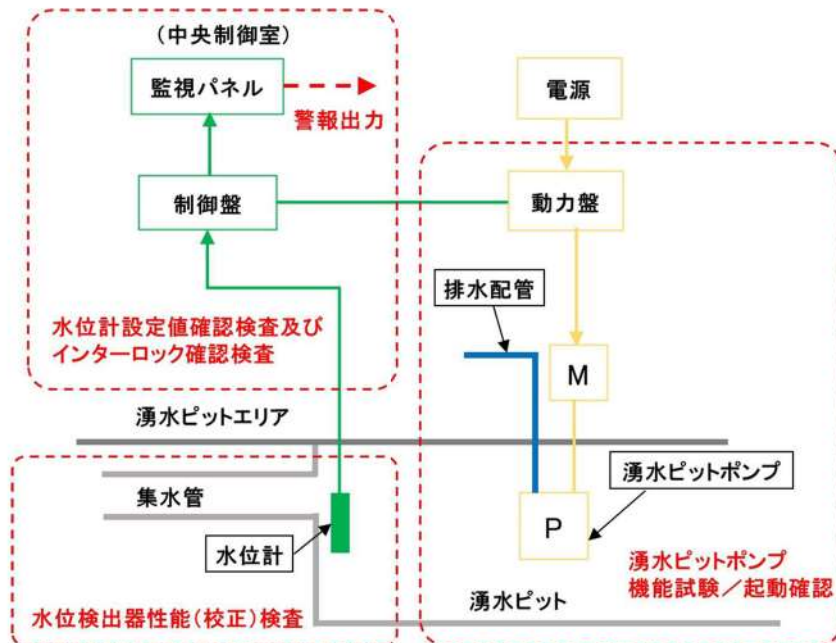 (中央制御室)
監視パネル
警報出力
電源
制御盤
動力盤
排水配管
水位計設定値確認検査及び
インターロック確認検査
M
湧水ピットエリア
集水管
湧水ピットポンプ
P
水位計
湧水ピットポンプ
機能試験/起動確認
水位検出器性能(校正)検査
湧水ピット